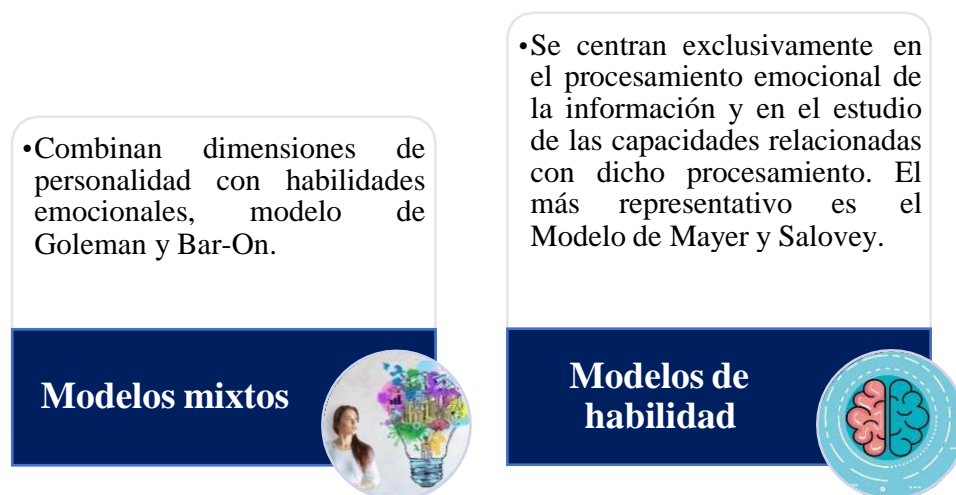 •Combinan dimensiones de
personalidad con habilidades
emocionales, modelo de
Goleman y Bar-On.
Modelos mixtos
•Se centran exclusivamente en
el procesamiento emocional de
la información y en el estudio
de las capacidades relacionadas
con dicho procesamiento. El
más representativo es el
Modelo de Mayer y Salovey.
Modelos de
habilidad